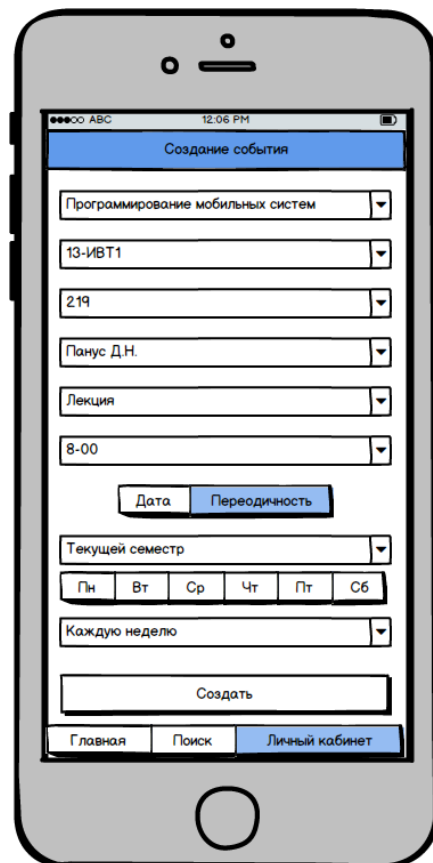 ABC 12:06 PM
Создание события
Программирование мобильных систем
13-ИВТ1
219
Панус Д.Н.
Лекция
8-00
Дата Переодичность
Текущей семестр
Пн Вт Ср Чт Пт Сб
Каждую неделю
Создать
Главная Поиск Личный кабинет